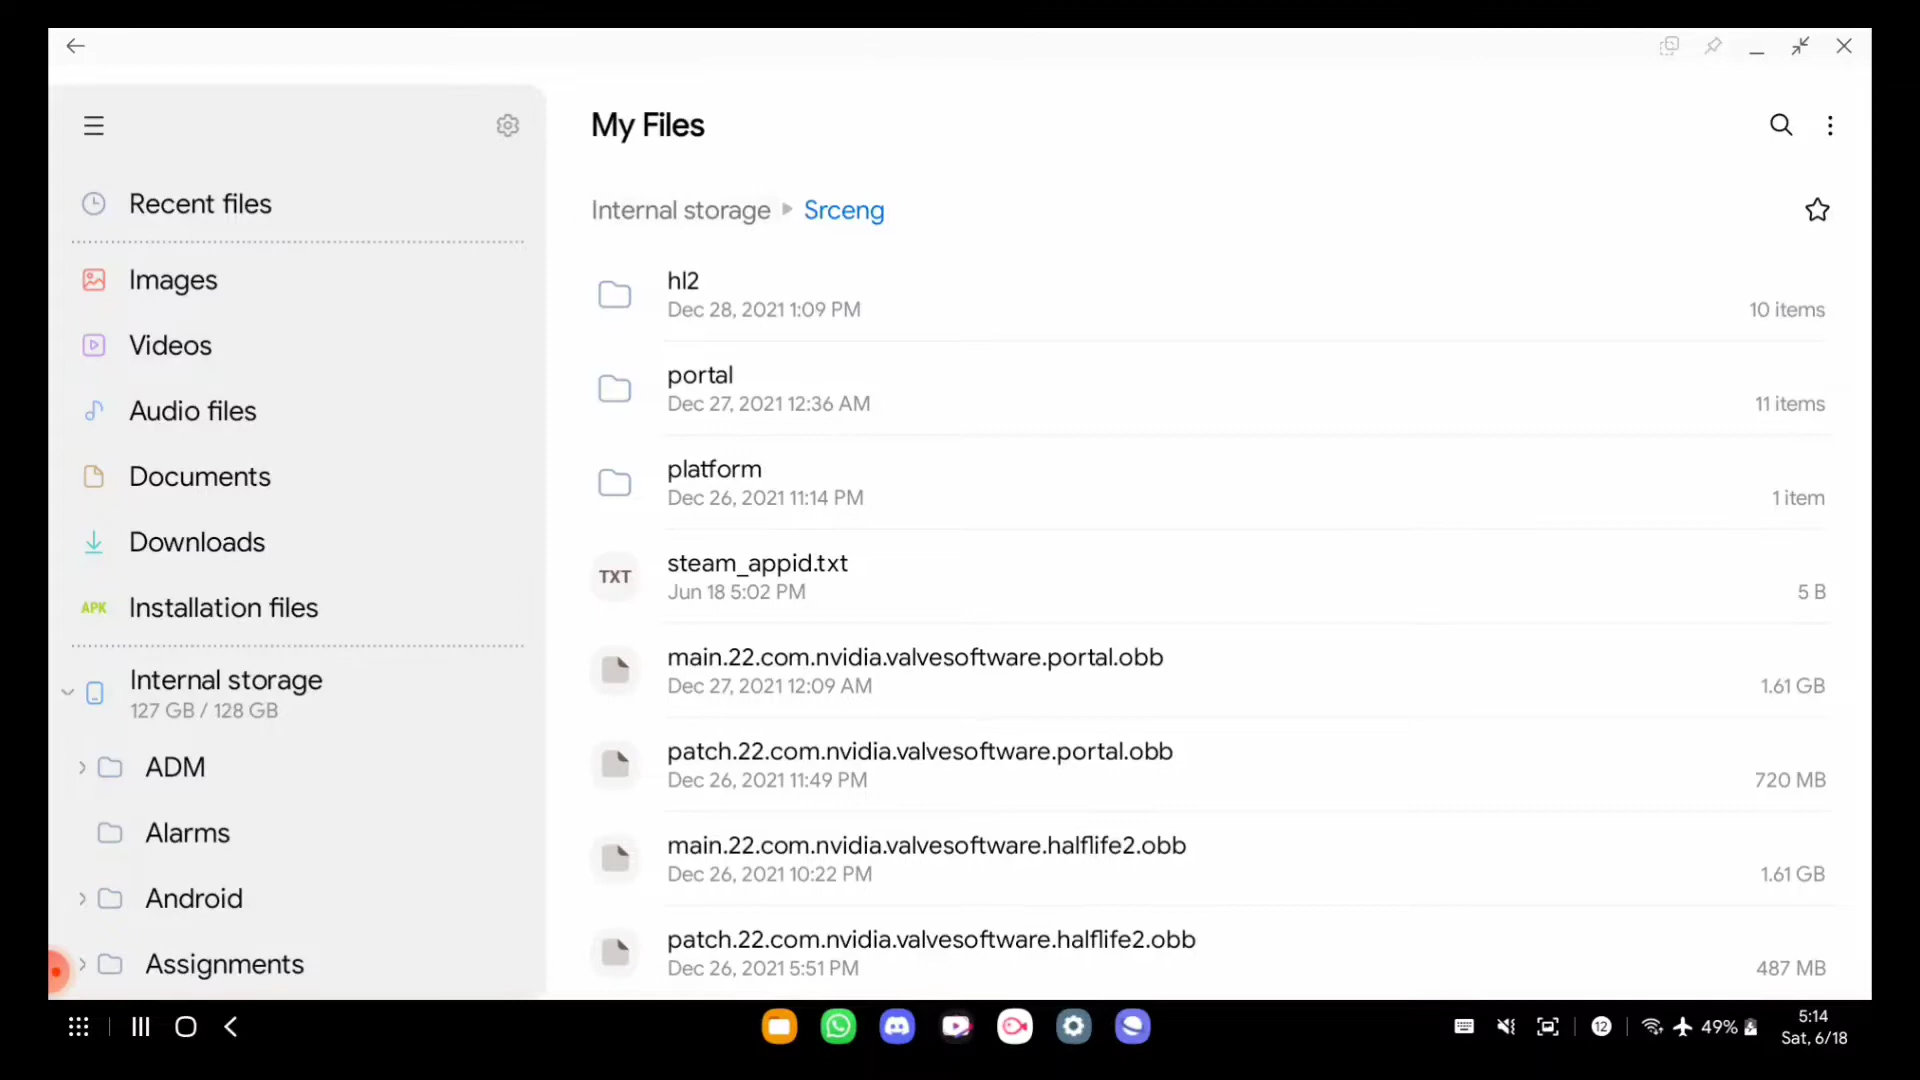 My Files
Recent files
Images
Videos
Audio files
Documents
Downloads
APK Installation files
Internal storage
127 GB / 128 GB
ADM
Alarms
Android
Assignments
Internal storage Srceng
hl2
Dec 28, 2021 1:09 PM
10 items
portal
Dec 27, 2021 12:36 AM
11 items
platform
Dec 26, 2021 11:14 PM
1 item
TXT
steam_appid.txt
Jun 18 5:02 PM
5 B
main.22.com.nvidia.valvesoftware.portal.obb
Dec 27, 2021 12:09 AM
1.61 GB
patch.22.com.nvidia.valvesoftware.portal.obb
Dec 26, 2021 11:49 PM
720 MB
main.22.com.nvidia.valvesoftware.halflife2.obb
Dec 26, 2021 10:22 PM
1.61 GB
patch.22.com.nvidia.valvesoftware.halflife2.obb
Dec 26, 2021 5:51 PM
487 MB
12
49%
5:14
Sat, 6/18